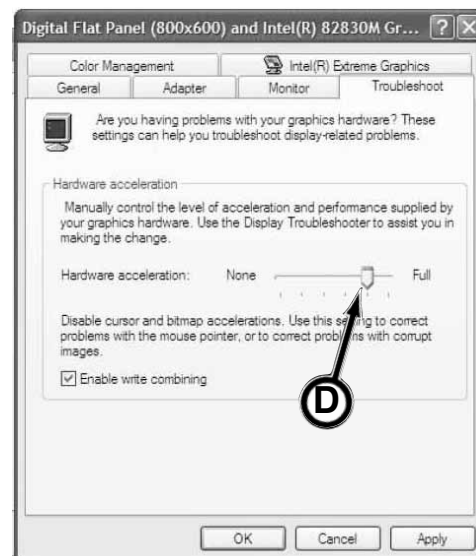 Digital Flat Panel (800x600) and Intel(R) 82830M Gr... ? X
Color Management Intel(R) Extreme Graphics
General Adapter Monitor Troubleshoot
Are you having problems with your graphics hardware? These
settings can help you troubleshoot display-related problems.
Hardware acceleration
Manually control the level of acceleration and performance supplied by
your graphics hardware. Use the Display Troubleshooter to assist you in
making the change.
Hardware acceleration: None Full
Disable cursor and bitmap accelerations. Use this setting to correct
problems with the mouse pointer, or to correct problems with corrupt
images.
Enable write combining
D
OK Cancel Apply